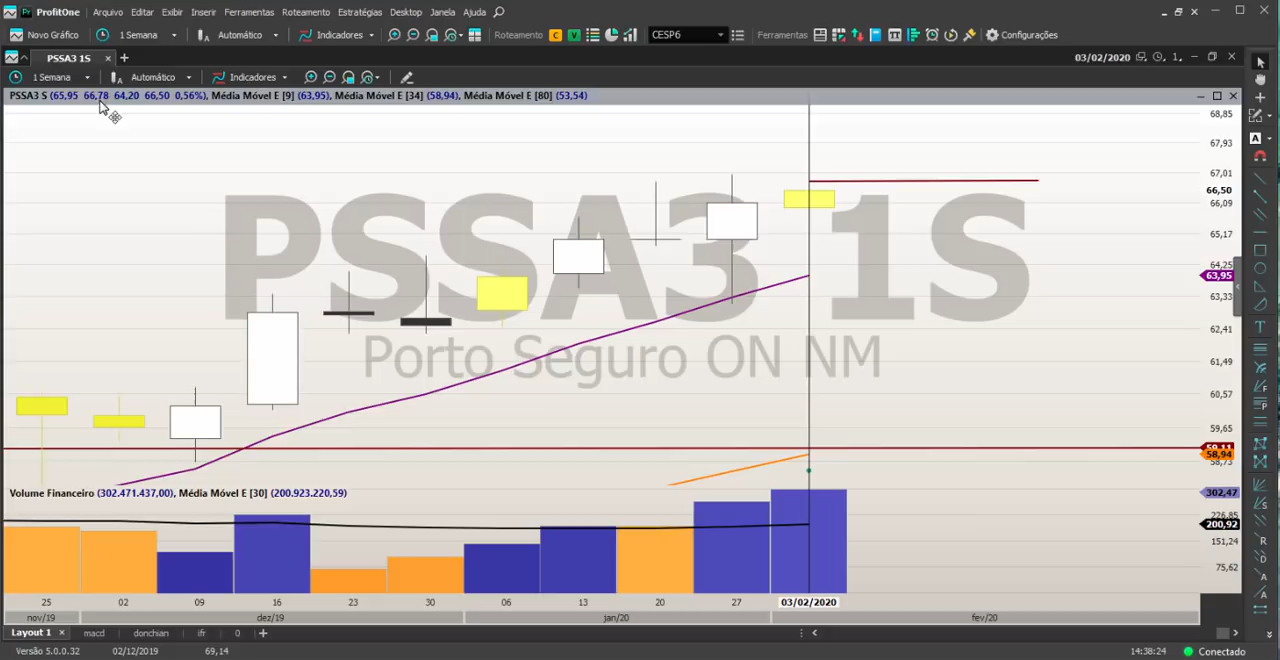 ProfitOne Arquivo Editar Exibir Inserir Ferramentas Roteamento Estratégias Desktop Janela Ajuda
Novo Gráfico 1 Semana Automático Indicadores Roteamento CESP6 Ferramentas Configurações
PSSA3 1S 03/02/2020
1 Semana Automático Indicadores
PSSA3 S (65,95 66,78 64,20 66,50 0,56%), Média Móvel E [9] (63,95), Média Móvel E [34] (58,94), Média Móvel E [80] (53,54)
68,85
67,93
67,01
66,50
66,09
65,17
64,25
63,95
63,33
62,41
61,49
60,57
59,65
59,11
58,94
58,73
PSSA3 1S
Porto Seguro ON NM
Volume Financeiro (302.471.437,00), Média Móvel E [30] (200.923.220,59)
302,47
226,85
200,92
151,24
75,62
25 02 09 16 23 30 06 13 20 27 03/02/2020
nov/19 dez/19 jan/20 fev/20
Layout 1 macd donchian ifr 0
Versão 5.0.0.32 02/12/2019 69,14 14:38:24 Conectado